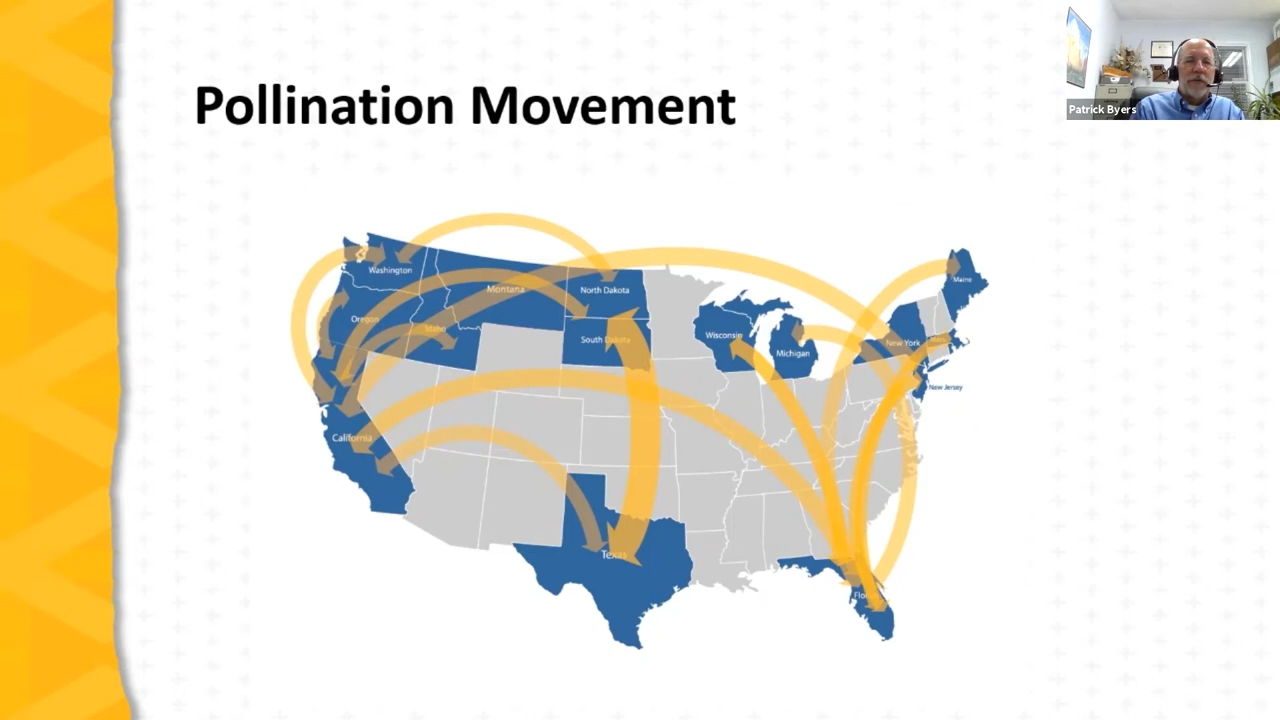 Patrick Byers
Pollination Movement
Washington
Montana
North Dakota
Oregon
Idaho
South Dakota
Wisconsin
Michigan
New York
Maine
Mass.
New Jersey
California
Texas
Florida